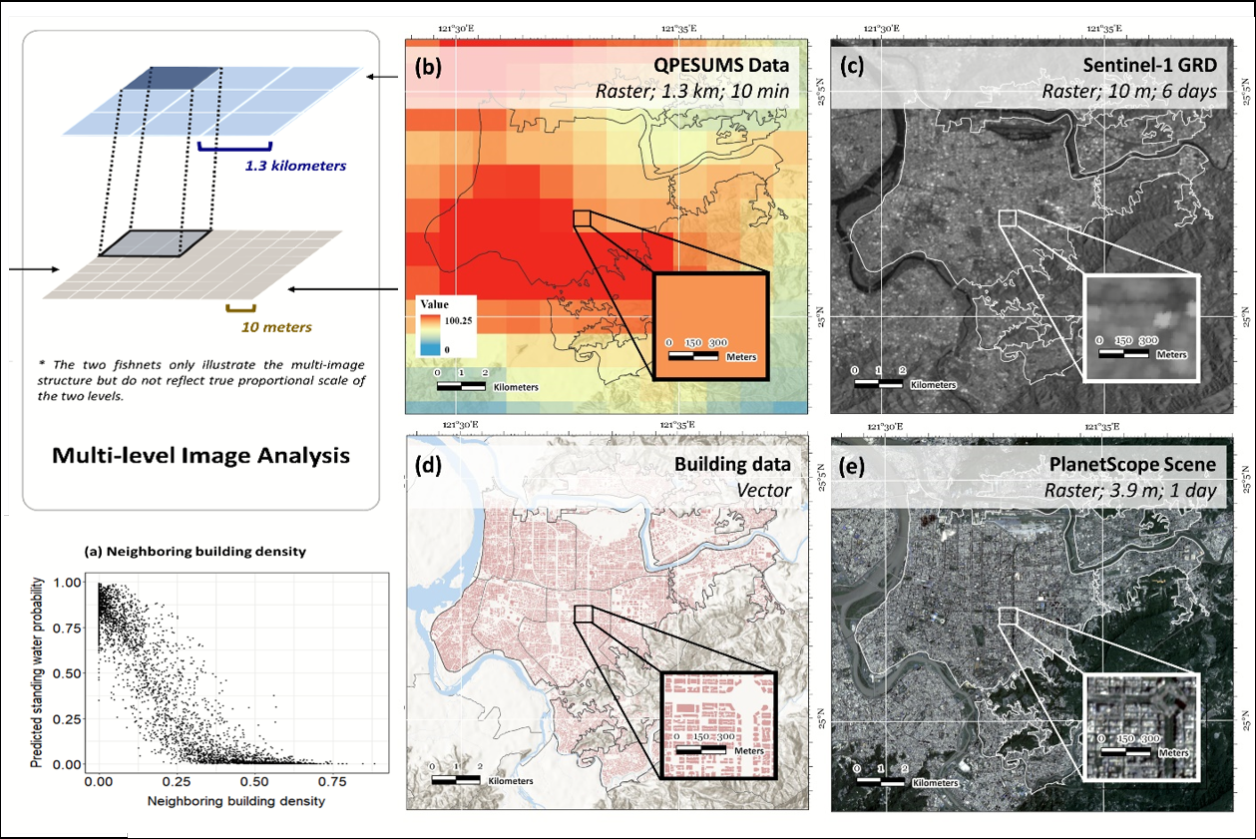 1.3 kilometers
10 meters
* The two fishnets only illustrate the multi-image
structure but do not reflect true proportional scale of
the two levels.
Multi-level Image Analysis
(a) Neighboring building density
Predicted standing water probability
1.00
0.75
0.50
0.25
0.00
0.00 0.25 0.50 0.75
Neighboring building density
121°30'E 121°35'E
(b)
QPESUMS Data
Raster; 1.3 km; 10 min
25°5'N
25°N
Value
100.25
0
0 150 300
Meters
0 1 2
Kilometers
121°30'E 121°35'E
(c)
Sentinel-1 GRD
Raster; 10 m; 6 days
25°5'N
25°N
0 150 300
Meters
0 1 2
Kilometers
121°30'E 121°35'E
(d)
Building data
Vector
25°5'N
25°N
0 150 300
Meters
0 1 2
Kilometers
121°30'E 121°35'E
(e)
PlanetScope Scene
Raster; 3.9 m; 1 day
25°5'N
25°N
0 150 300
Meters
0 1 2
Kilometers